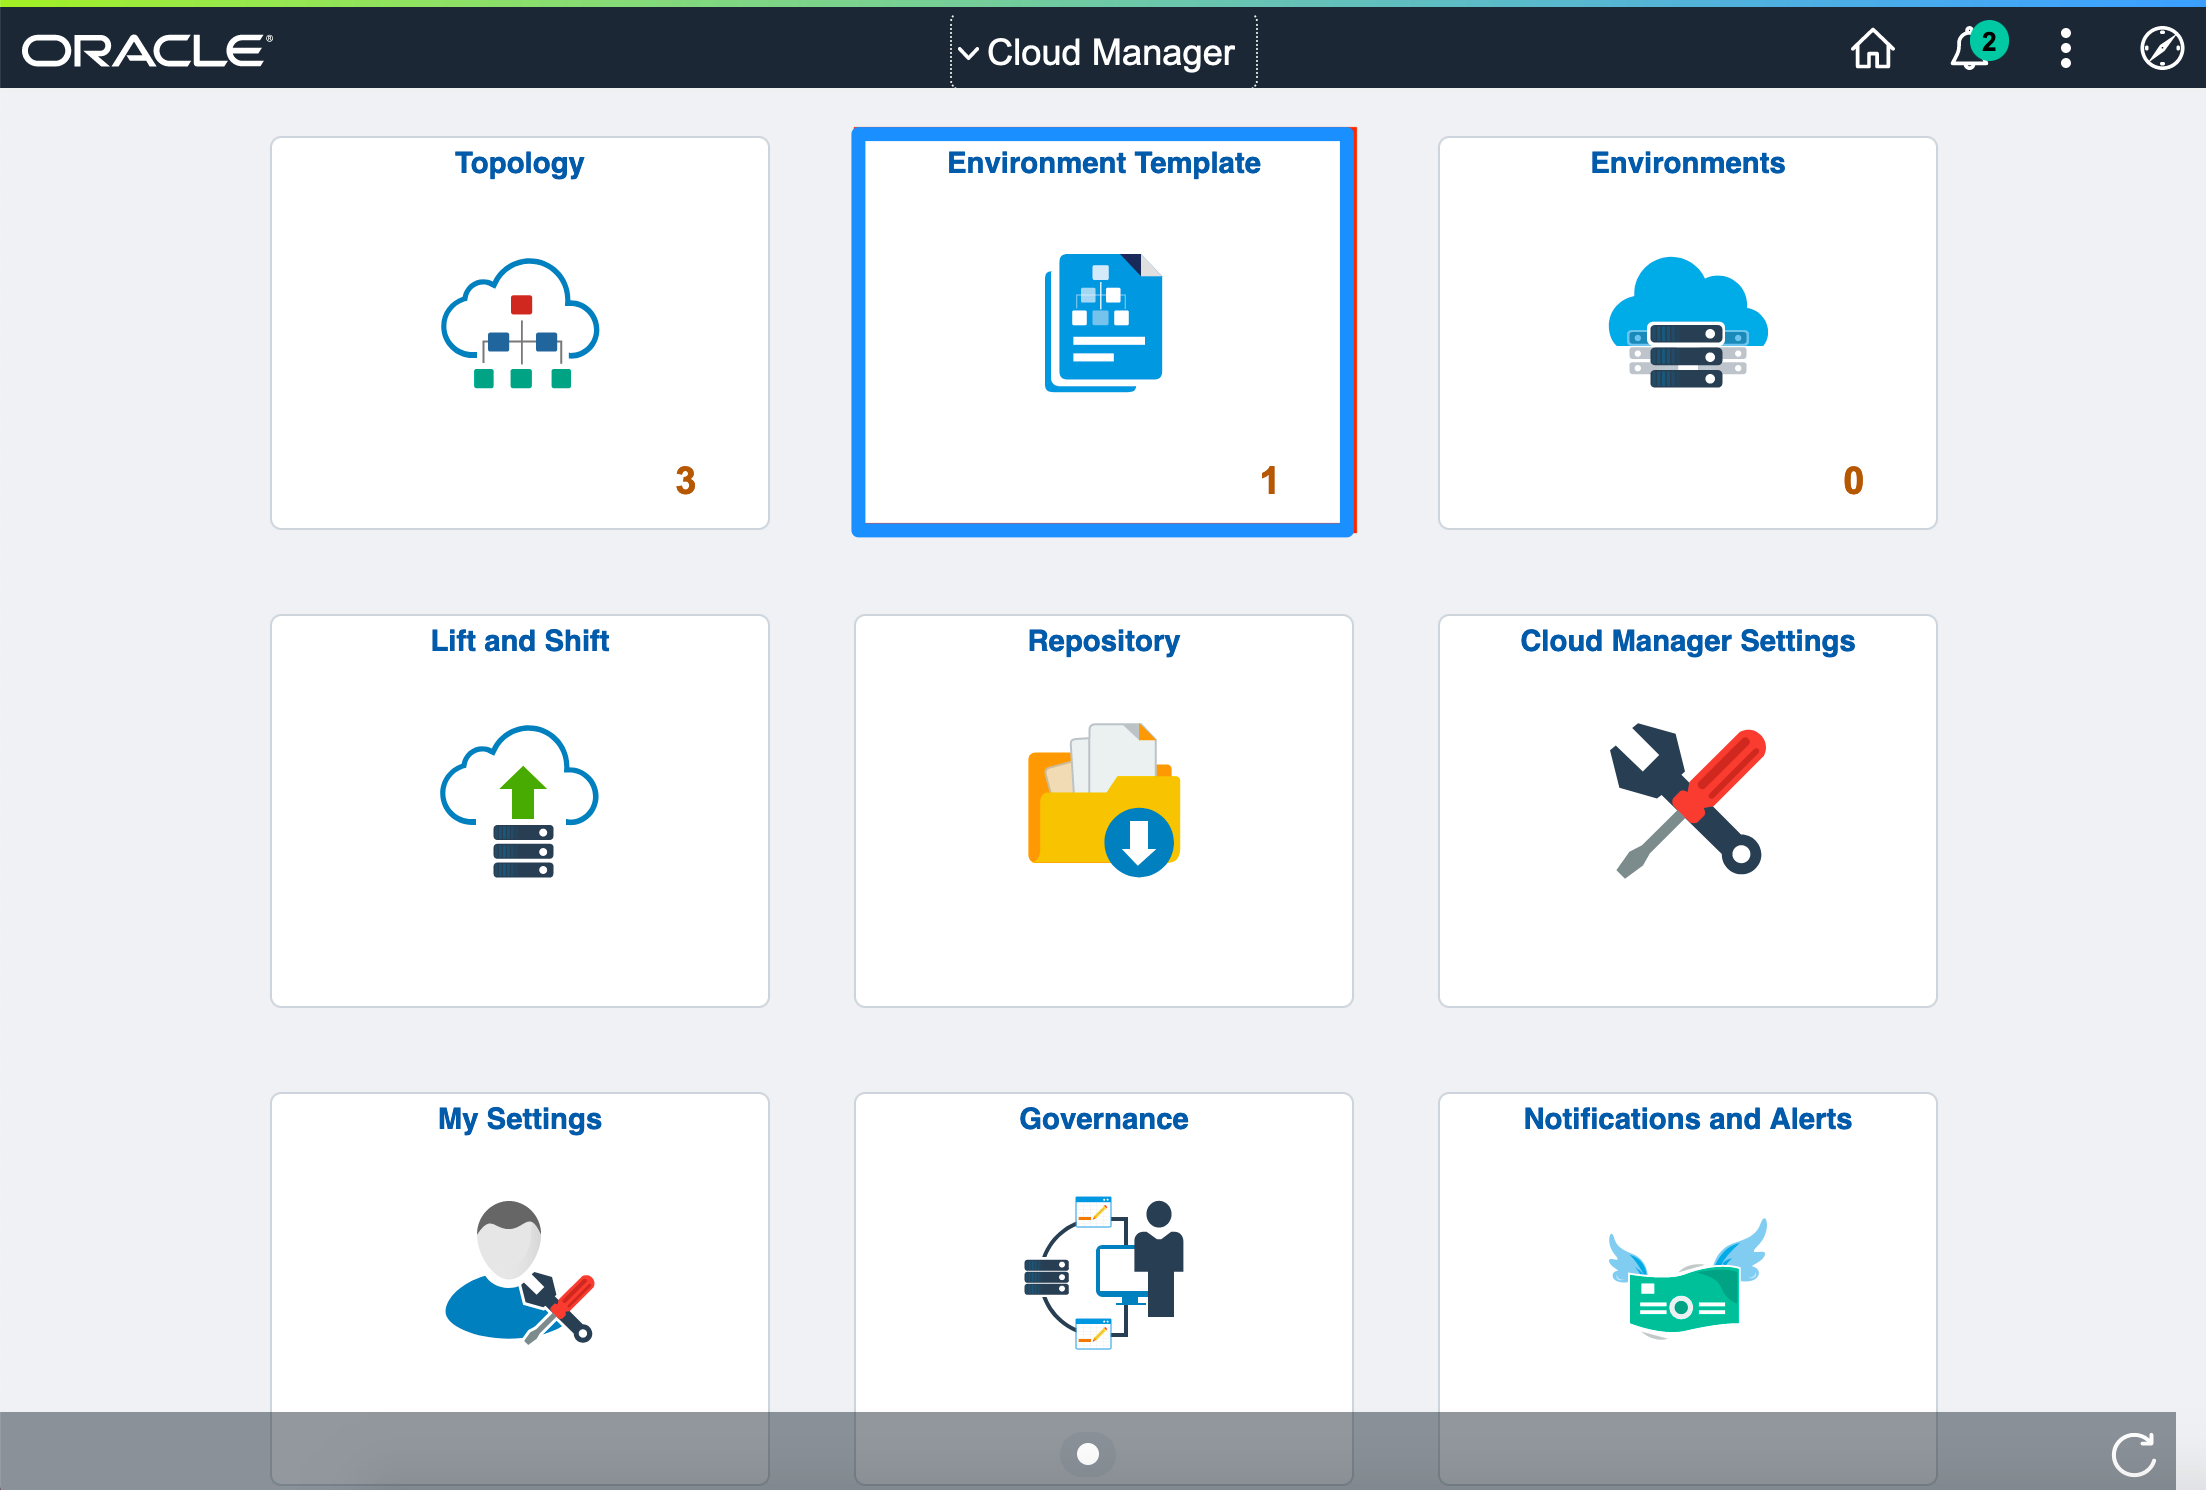 ORACLE®
Cloud Manager
2
Topology
3
Environment Template
1
Environments
0
Lift and Shift
Repository
Cloud Manager Settings
My Settings
Governance
Notifications and Alerts